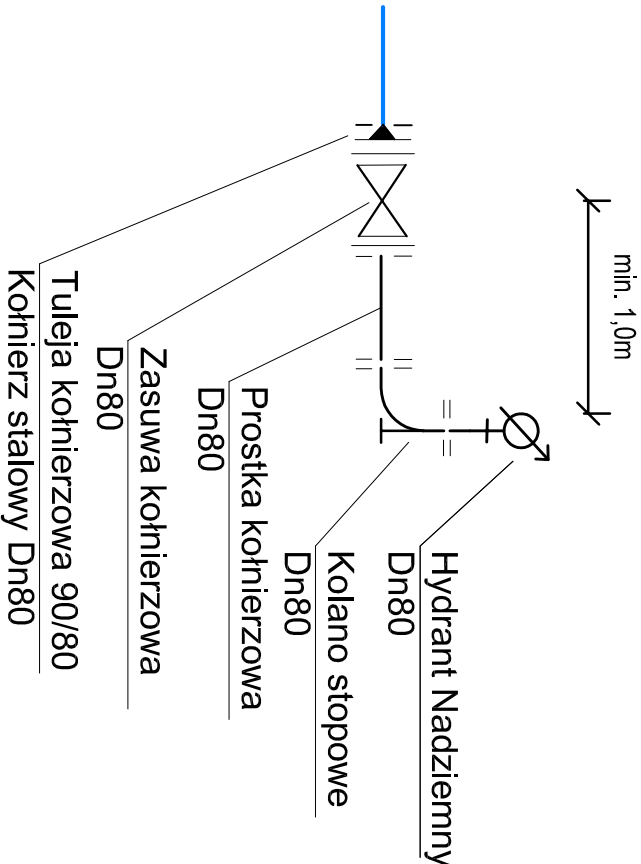 min. 1,0m
Hydrant Nadziemny
Dn80
Kolano stopowe
Dn80
Prostka kołnierzowa
Dn80
Zasuwa kołnierzowa
Dn80
Tuleja kołnierzowa 90/80
Kołnierz stalowy Dn80